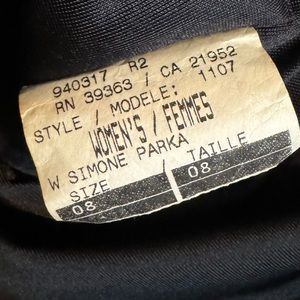 940317 R2
RN 39363 / CA 21952
STYLE / MODELE: 1107
WOMEN'S / FEMMES
W SIMONE PARKA
SIZE TAILLE
08 08